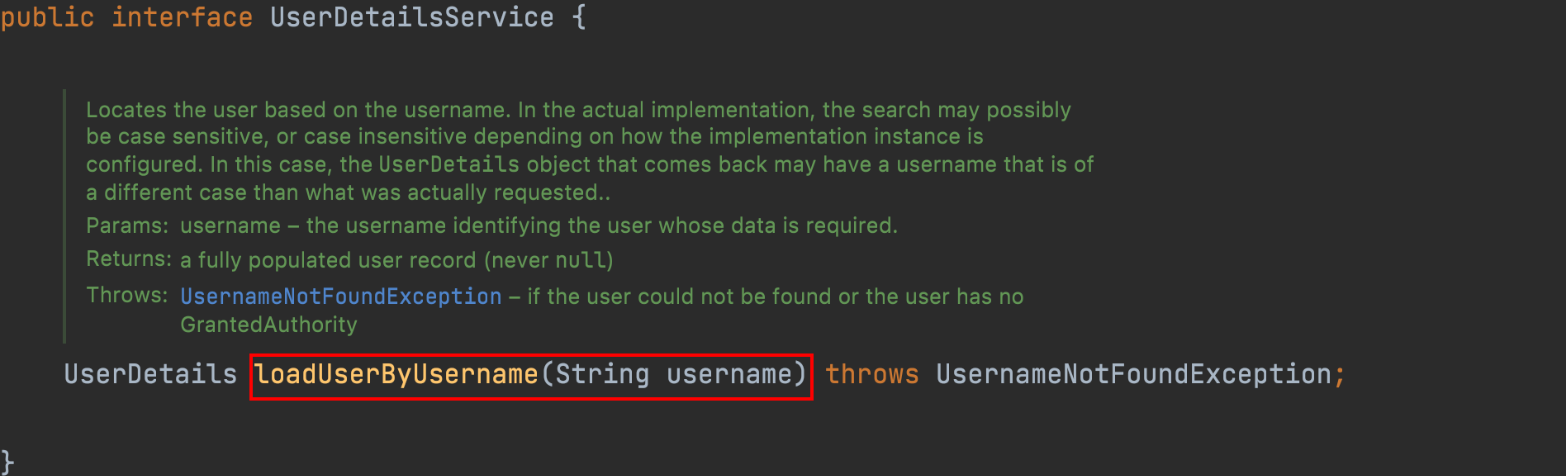 public interface UserDetailsService {
Locates the user based on the username. In the actual implementation, the search may possibly
be case sensitive, or case insensitive depending on how the implementation instance is
configured. In this case, the UserDetails object that comes back may have a username that is of
a different case than what was actually requested..
Params: username – the username identifying the user whose data is required.
Returns: a fully populated user record (never null)
Throws: UsernameNotFoundException – if the user could not be found or the user has no
GrantedAuthority
UserDetails loadUserByUsername(String username) throws UsernameNotFoundException;
}